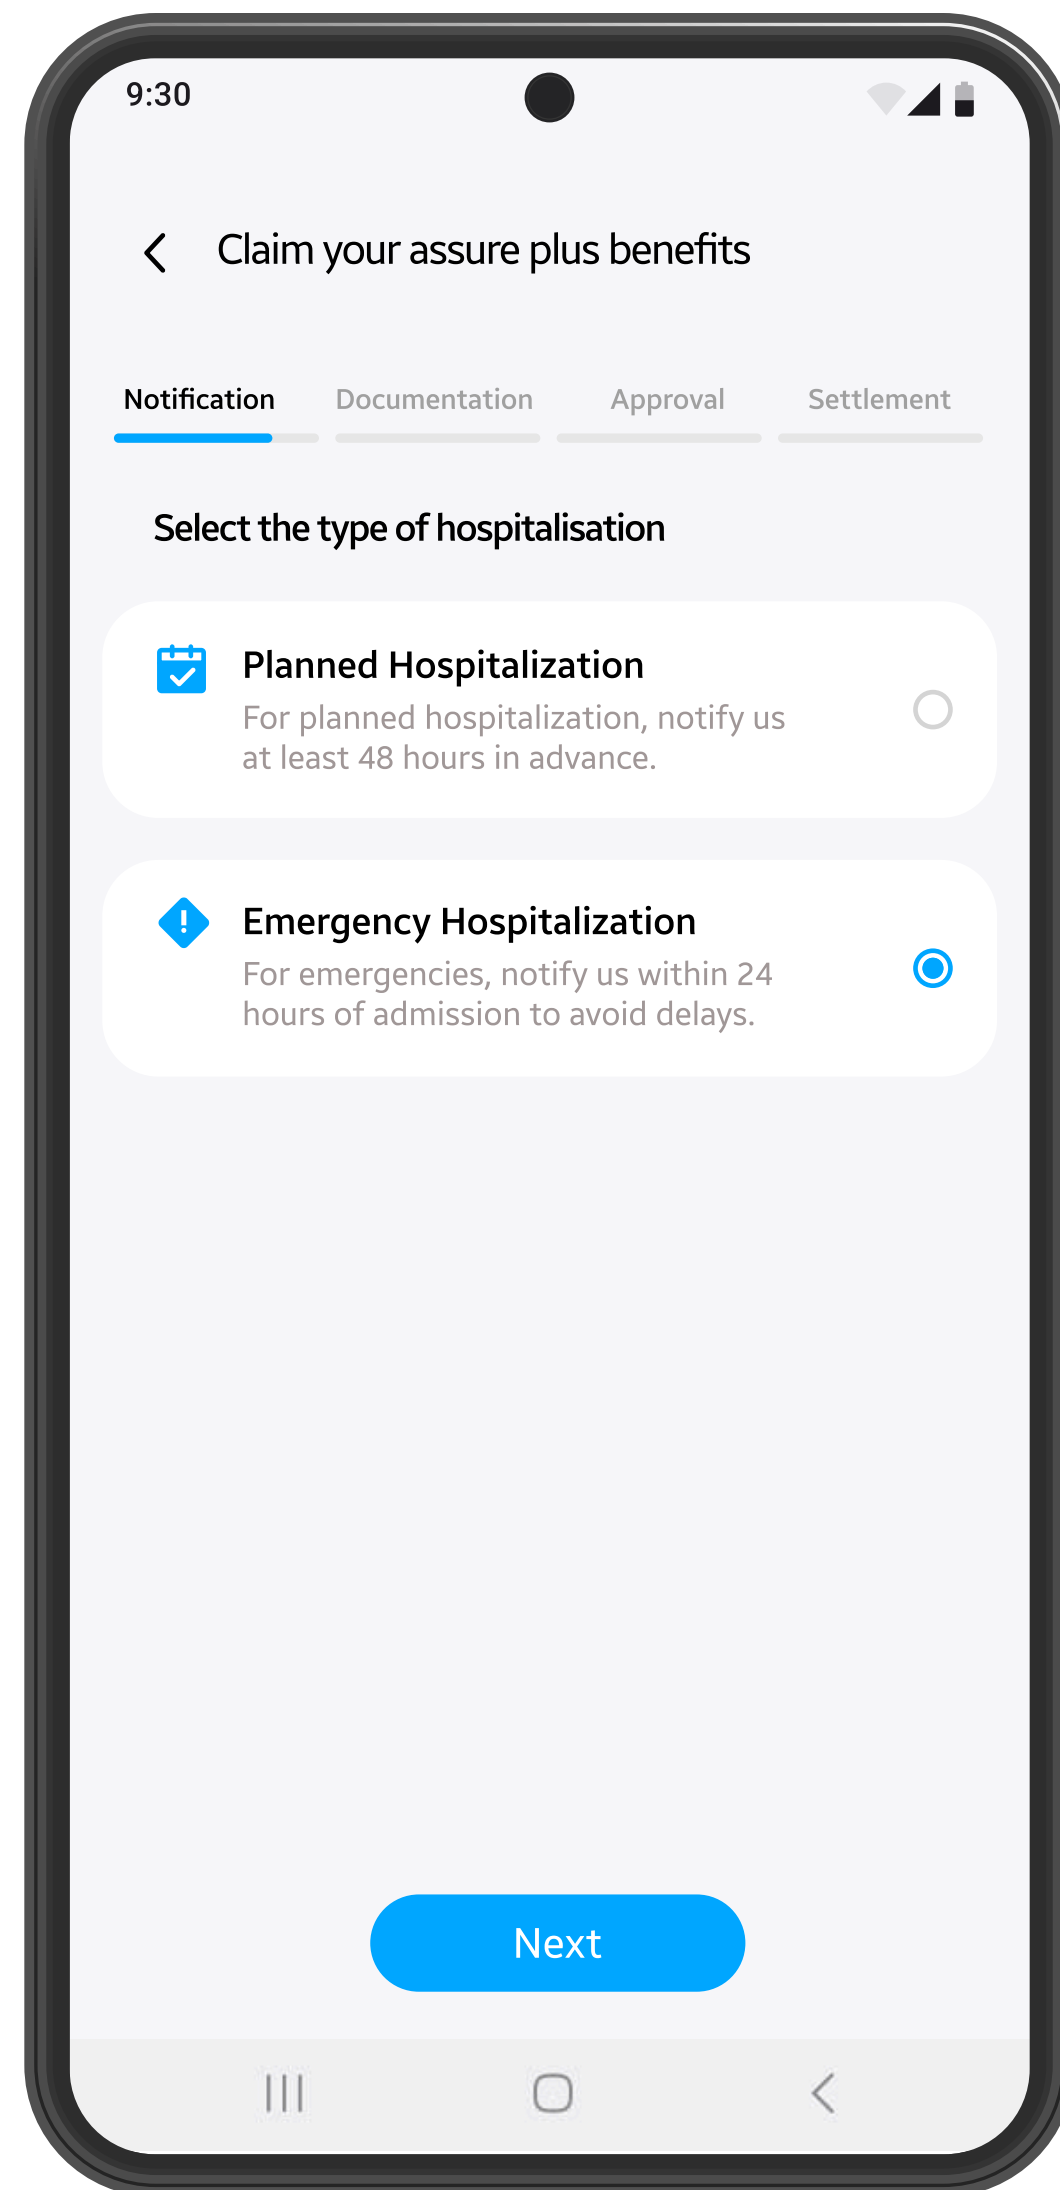 9:30
Claim your assure plus benefits
Notification Documentation Approval Settlement
Select the type of hospitalisation
Planned Hospitalization
For planned hospitalization, notify us
at least 48 hours in advance.
Emergency Hospitalization
For emergencies, notify us within 24
hours of admission to avoid delays.
Next